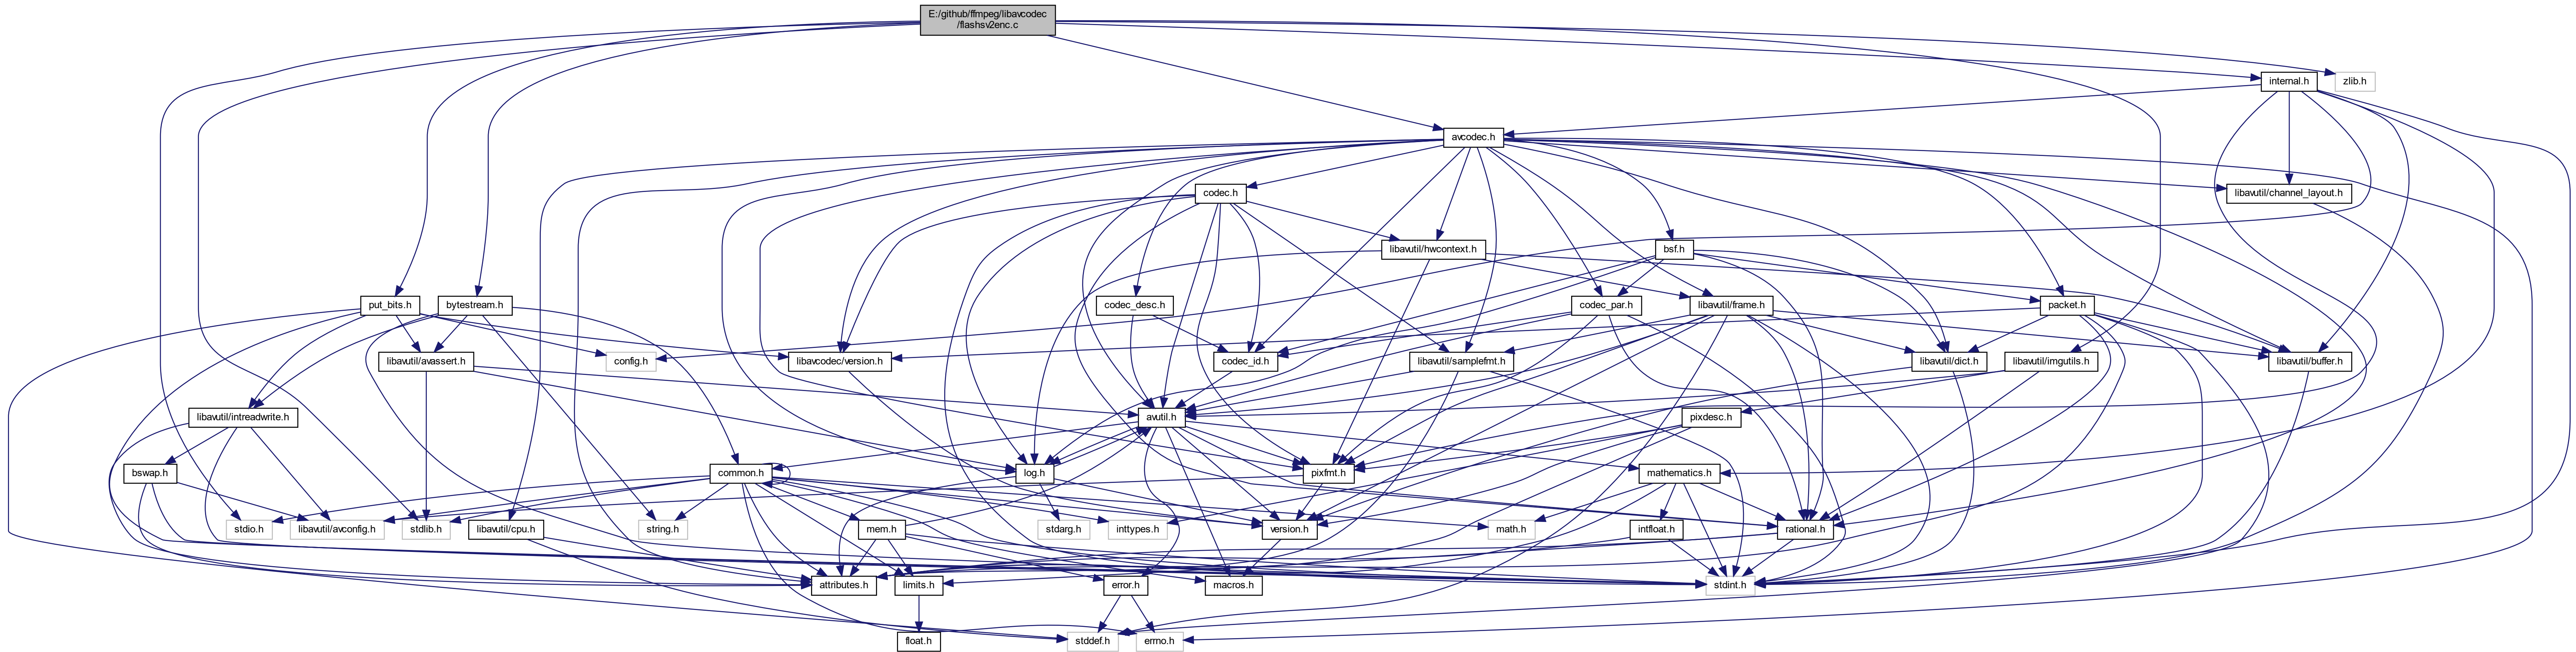 E:/github/ffmpeg/libavcodec
/flashsv2enc.c
internal.h
zlib.h
avcodec.h
codec.h
libavutil/channel_layout.h
libavutil/hwcontext.h
bsf.h
put_bits.h
bytestream.h
codec_desc.h
codec_par.h
libavutil/frame.h
packet.h
libavutil/avassert.h
config.h
libavcodec/version.h
codec_id.h
libavutil/samplefmt.h
libavutil/dict.h
libavutil/imgutils.h
libavutil/buffer.h
libavutil/intreadwrite.h
avutil.h
pixdesc.h
bswap.h
common.h
log.h
pixfmt.h
mathematics.h
stdio.h
libavutil/avconfig.h
stdlib.h
libavutil/cpu.h
string.h
mem.h
stdarg.h
inttypes.h
version.h
math.h
intfloat.h
rational.h
attributes.h
limits.h
error.h
macros.h
stdint.h
float.h
stddef.h
errno.h